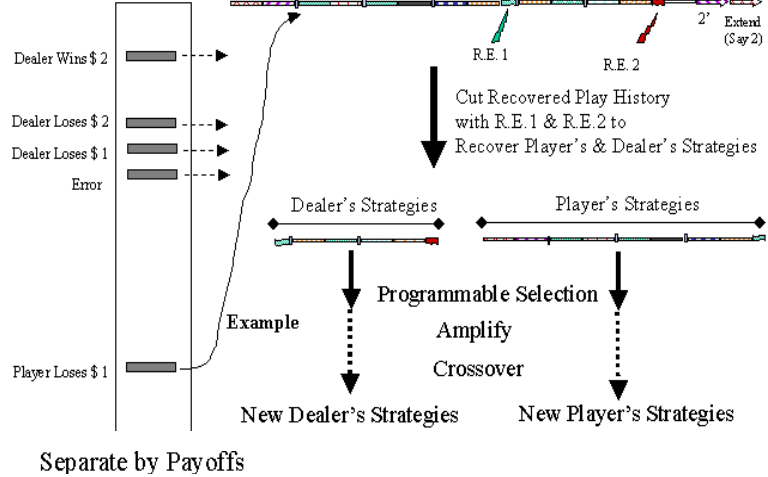 2'
Extend
(Say 2)
R.E. 1
R.E. 2
Dealer Wins $ 2
Dealer Loses $ 2
Dealer Loses $ 1
Error
Player Loses $ 1
Cut Recovered Play History
with R.E.1 & R.E.2 to
Recover Player's & Dealer's Strategies
Dealer's Strategies
Player's Strategies
Programmable Selection
Example
Amplify
Crossover
New Dealer's Strategies
New Player's Strategies
Separate by Payoffs